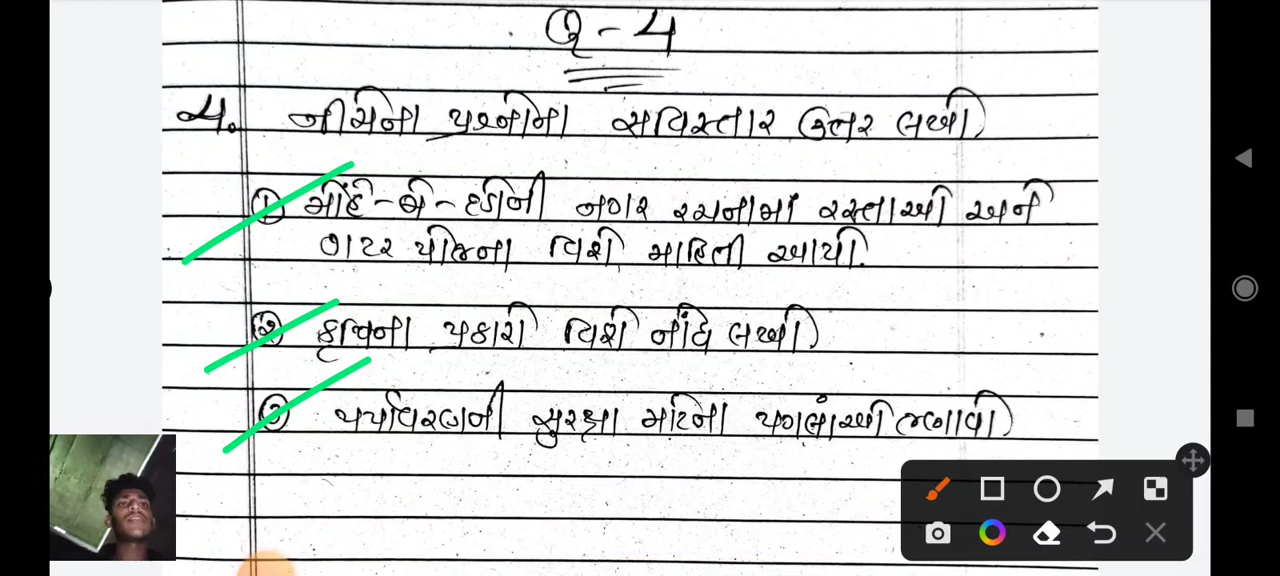 Q - 4
4. નીચેના પ્રશ્નોના સવિસ્તાર ઉત્તર લખો.
① મોહેં-જો-દડોની નગર રચનામાં રસ્તાઓ અને
ગટર યોજના વિશે માહિતી આપો.
② કૃષિના પ્રકારો વિશે નોંધ લખો.
③ પર્યાવરણની સુરક્ષા માટેના પગલાંઓ જણાવો